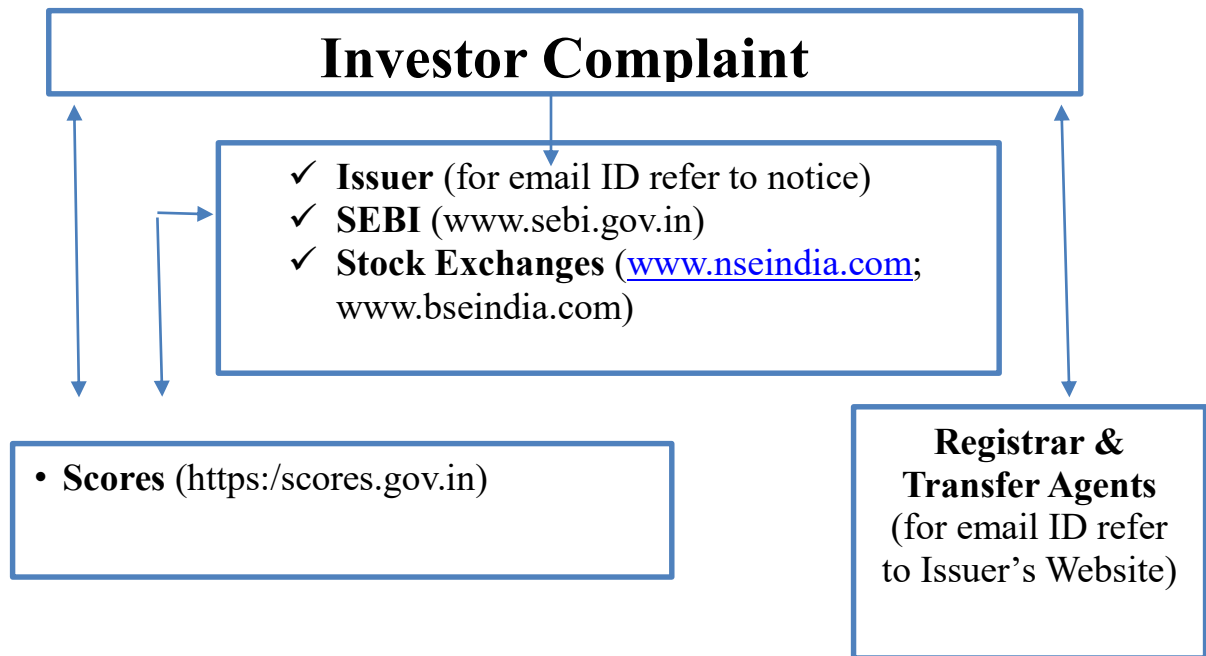 Investor Complaint
✓ Issuer (for email ID refer to notice)
✓ SEBI (www.sebi.gov.in)
✓ Stock Exchanges (www.nseindia.com;
www.bseindia.com)
• Scores (https:/scores.gov.in)
Registrar &
Transfer Agents
(for email ID refer
to Issuer’s Website)